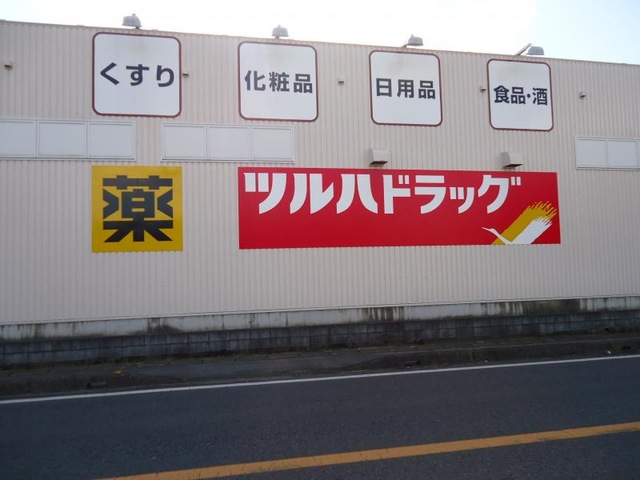 くすり
化粧品
日用品
食品・酒
薬
ツルハドラッグ